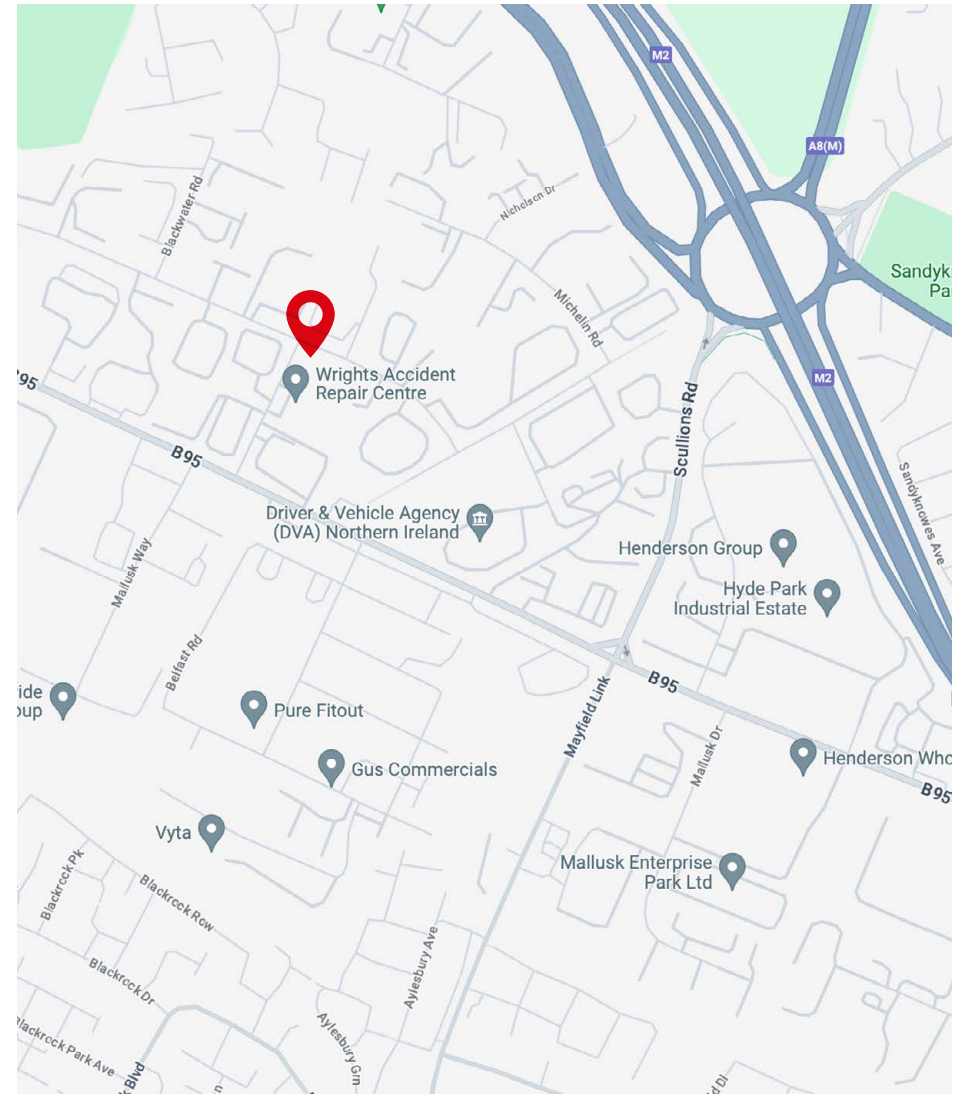 M2
A8(M)
Blackwater Rd
Nicholson Dr
Sandyk
Pa
Michelin Rd
Wrights Accident
Repair Centre
M2
95
Scullions Rd
B95
Sandyknowes Ave
Driver & Vehicle Agency
(DVA) Northern Ireland
Henderson Group
Hyde Park
Industrial Estate
Mallusk Way
Belfast Rd
ide
oup
B95
Pure Fitout
Mayfield Link
Mallusk Dr
Henderson Who
Gus Commercials
B95
Vyta
Mallusk Enterprise
Park Ltd
Blackrock Pk
Blackrock Row
Aylesbury Ave
Blackrock Dr
Blackrock Park Ave
Aylesbury Grn
k Blvd
n
d Dl